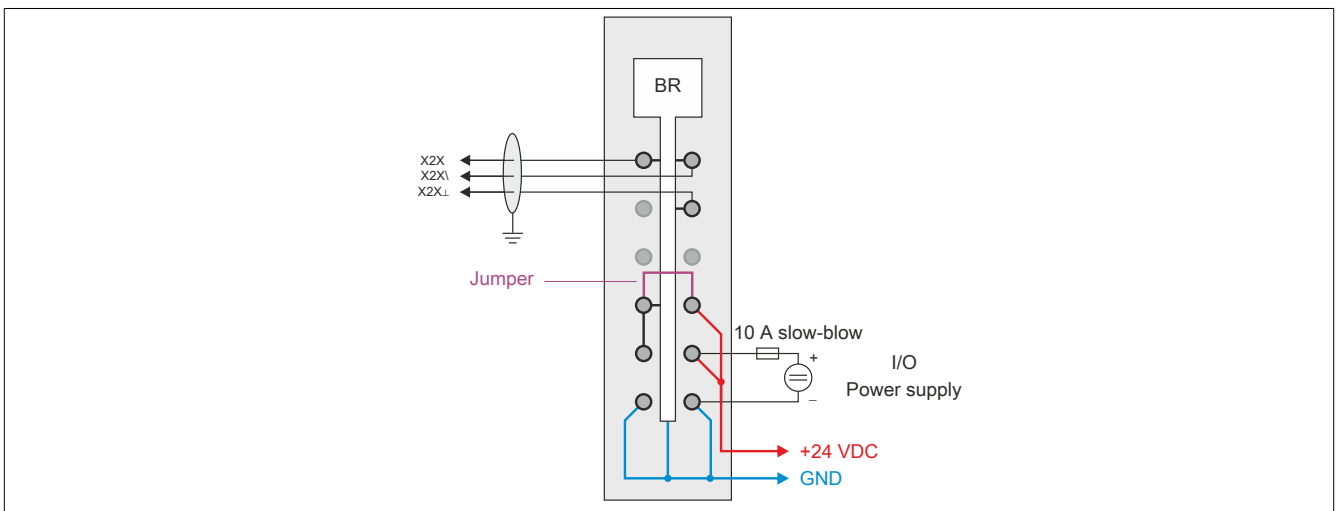 BR
X2X
X2X\
X2X⊥
Jumper
10 A slow-blow
+
I/O
Power supply
–
+24 VDC
GND